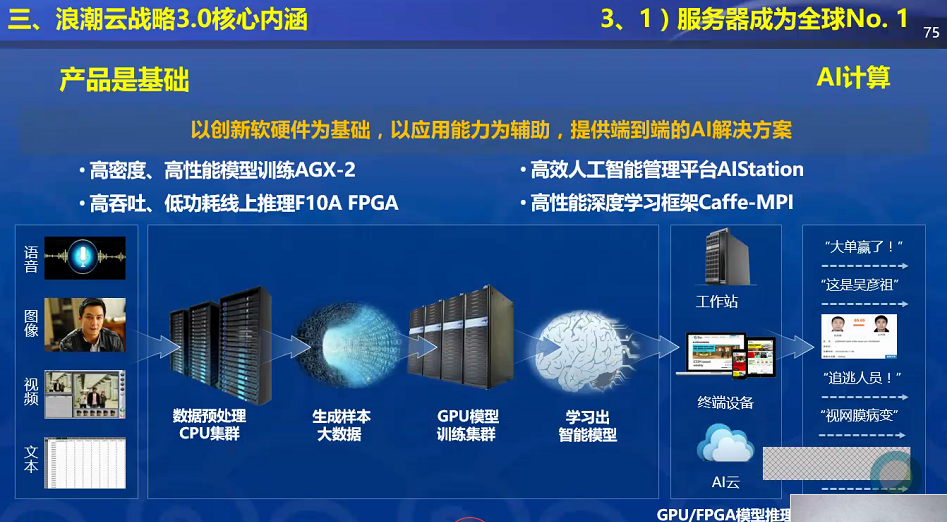 三、浪潮云战略3.0核心内涵
3、1）服务器成为全球No. 1
75
产品是基础
AI计算
以创新软硬件为基础，以应用能力为辅助，提供端到端的AI解决方案
•高密度、高性能模型训练AGX-2
•高效人工智能管理平台AIStation
•高吞吐、低功耗线上推理F10A FPGA
•高性能深度学习框架Caffe-MPI
语音
图像
视频
文本
数据预处理
CPU集群
生成样本
大数据
GPU模型
训练集群
学习出
智能模型
工作站
终端设备
AI云
“大单赢了！”
“这是吴彦祖”
“追逃人员！”
“视网膜病变”
GPU/FPGA模型推理